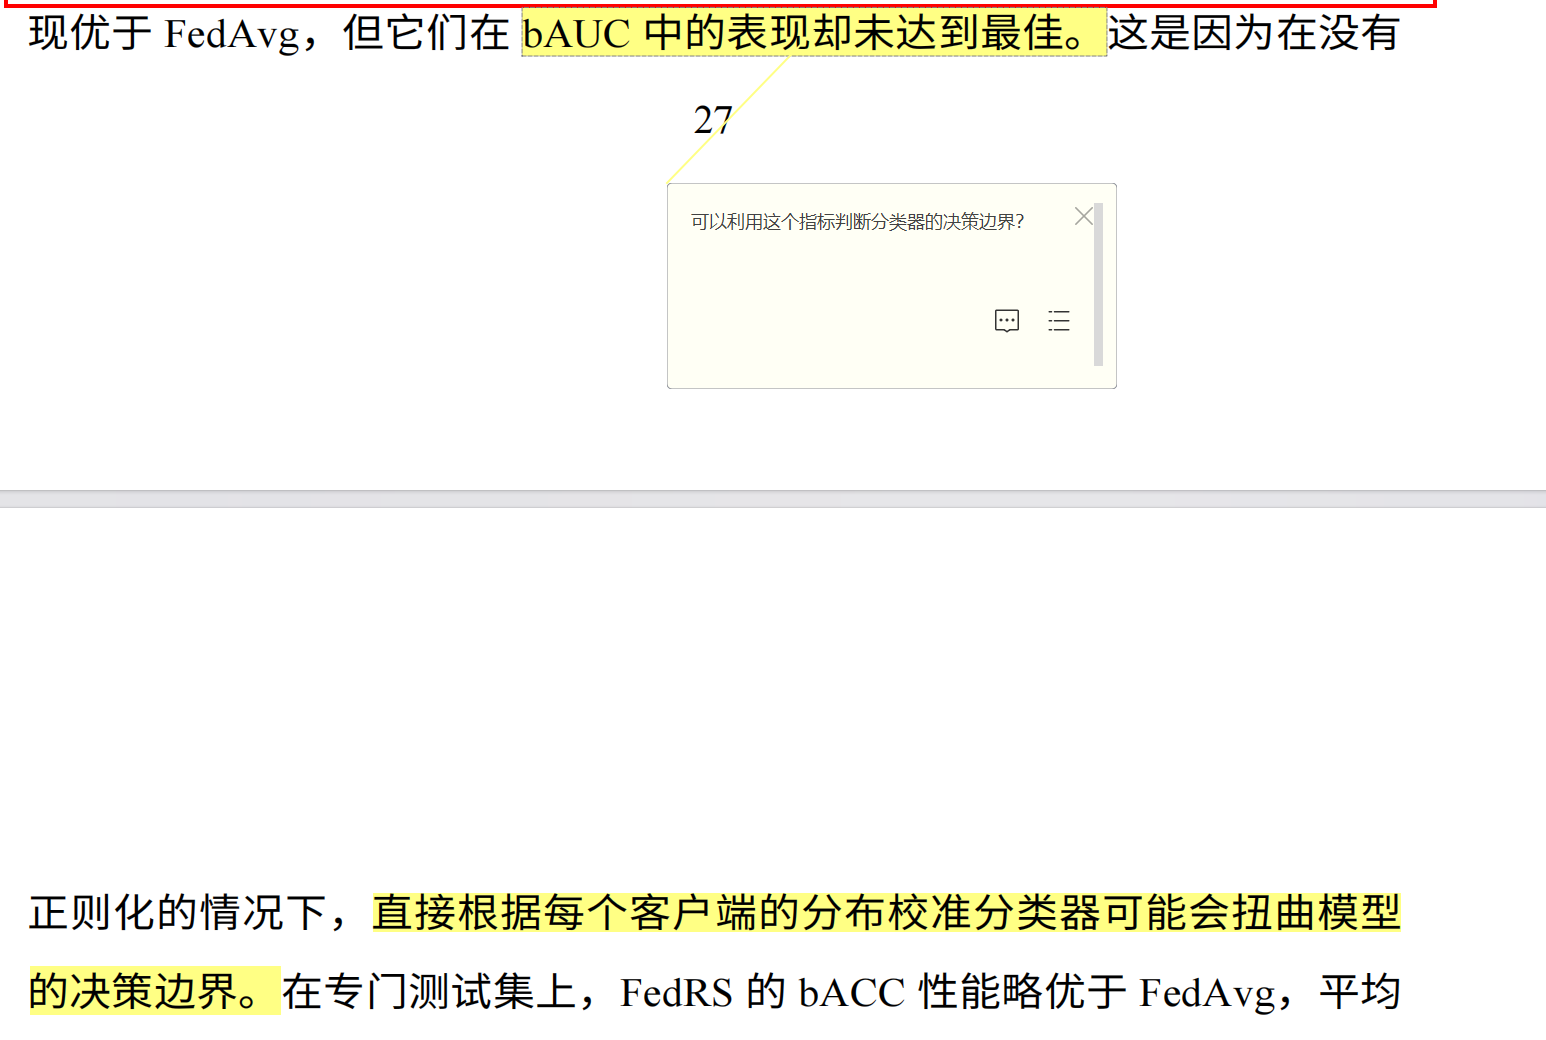 现优于 FedAvg，但它们在 bAUC 中的表现却未达到最佳。这是因为在没有
27
可以利用这个指标判断分类器的决策边界?
正则化的情况下，直接根据每个客户端的分布校准分类器可能会扭曲模型
的决策边界。在专门测试集上，FedRS 的 bACC 性能略优于 FedAvg，平均